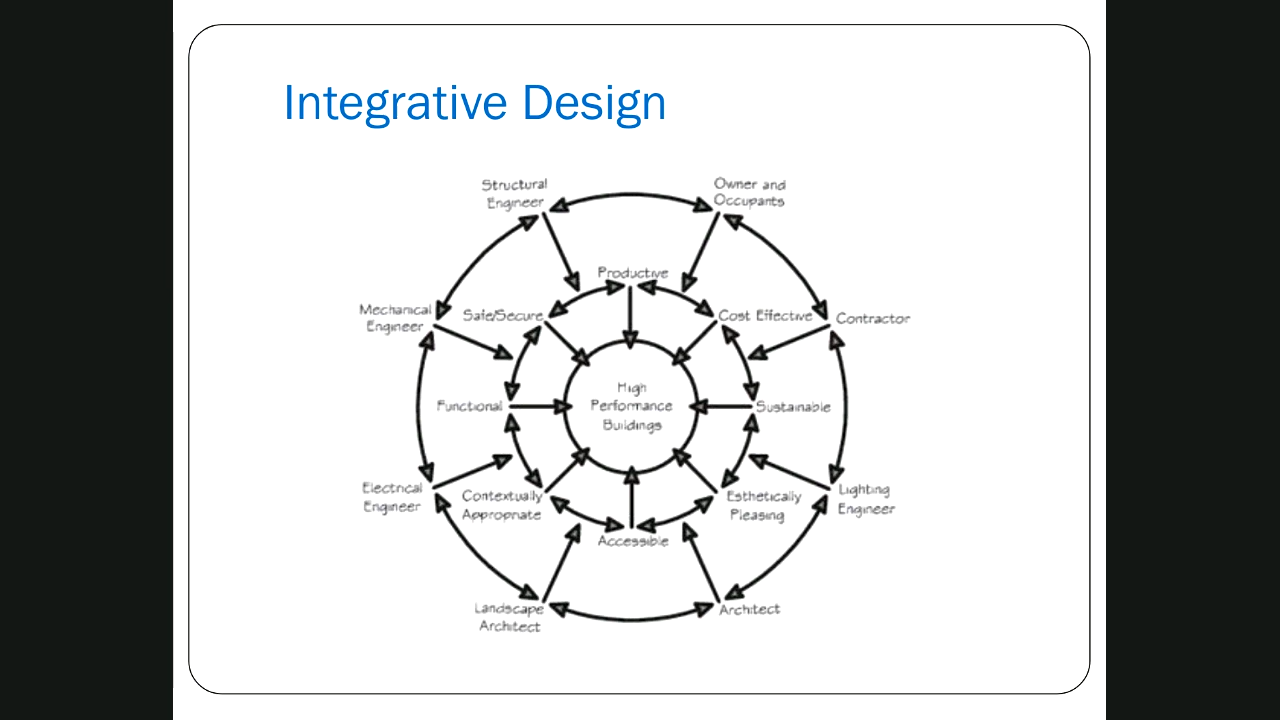 Integrative Design
Structural
Engineer
Owner and
Occupants
Productive
Mechanical
Engineer
Safe/Secure
Cost Effective
Contractor
High
Performance
Buildings
Functional
Sustainable
Electrical
Engineer
Contextually
Appropriate
Esthetically
Pleasing
Lighting
Engineer
Accessible
Landscape
Architect
Architect